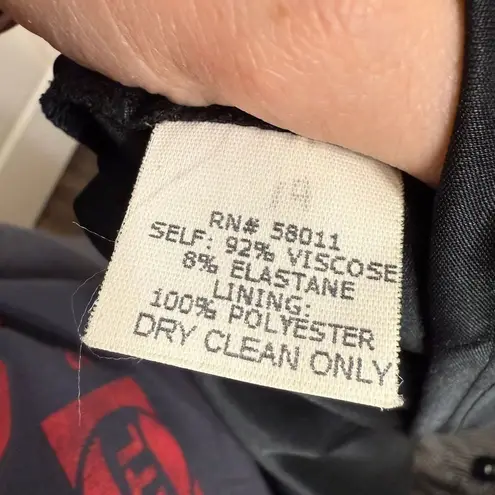 RN# 58011
SELF: 92% VISCOSE
8% ELASTANE
LINING:
100% POLYESTER
DRY CLEAN ONLY